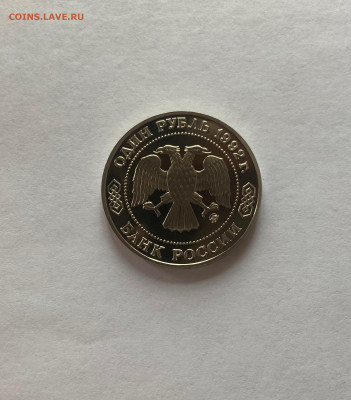 COINS.LAVE.RU
ОДИН РУБЛЬ 1992 г.
БАНК РОССИИ